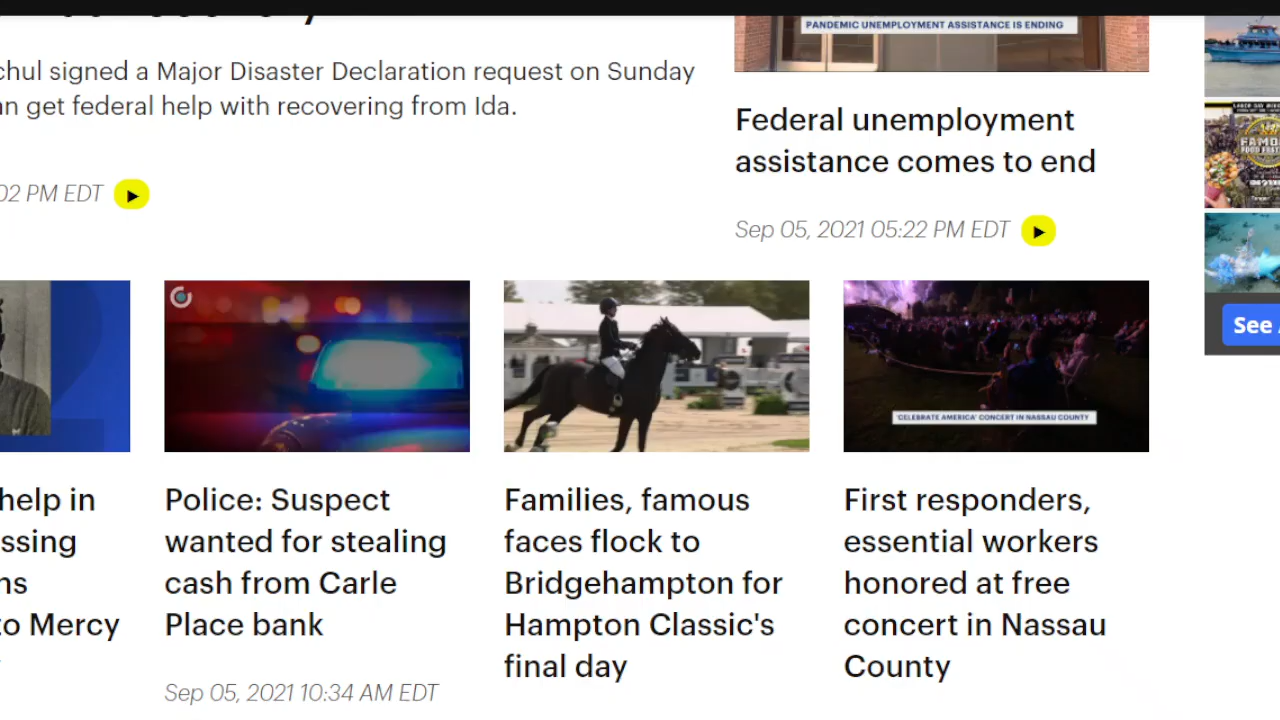 chul signed a Major Disaster Declaration request on Sunday
n get federal help with recovering from Ida.
02 PM EDT
PANDEMIC UNEMPLOYMENT ASSISTANCE IS ENDING
Federal unemployment
assistance comes to end
Sep 05, 2021 05:22 PM EDT
FAMO
See
help in
ssing
ns
to Mercy
Police: Suspect
wanted for stealing
cash from Carle
Place bank
Sep 05, 2021 10:34 AM EDT
Families, famous
faces flock to
Bridgehampton for
Hampton Classic's
final day
'CELEBRATE AMERICA' CONCERT IN NASSAU COUNTY
First responders,
essential workers
honored at free
concert in Nassau
County